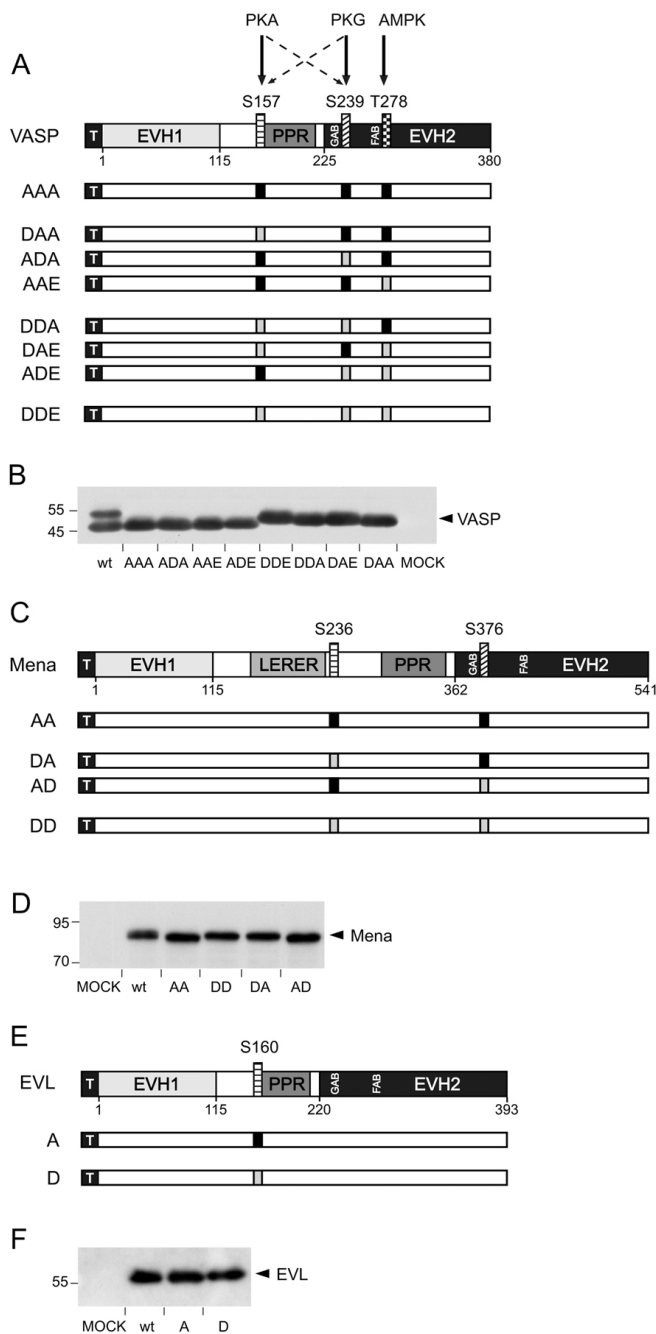 PKA PKG AMPK
A
S157 S239 T278
VASP T EVH1 PPR GAB FAB EVH2
1 115 225 380
AAA T
DAA T
ADA T
AAE T
DDA T
DAE T
ADE T
DDE T
B
55
45
VASP
wt AAA ADA AAE ADE DDE DDA DAE DAA MOCK
C
S236 S376
Mena T EVH1 LERER PPR GAB FAB EVH2
1 115 362 541
AA T
DA T
AD T
DD T
D
95
70
Mena
MOCK wt AA DD DA AD
E
S160
EVL T EVH1 PPR GAB FAB EVH2
1 115 220 393
A T
D T
F
55
EVL
MOCK wt A D